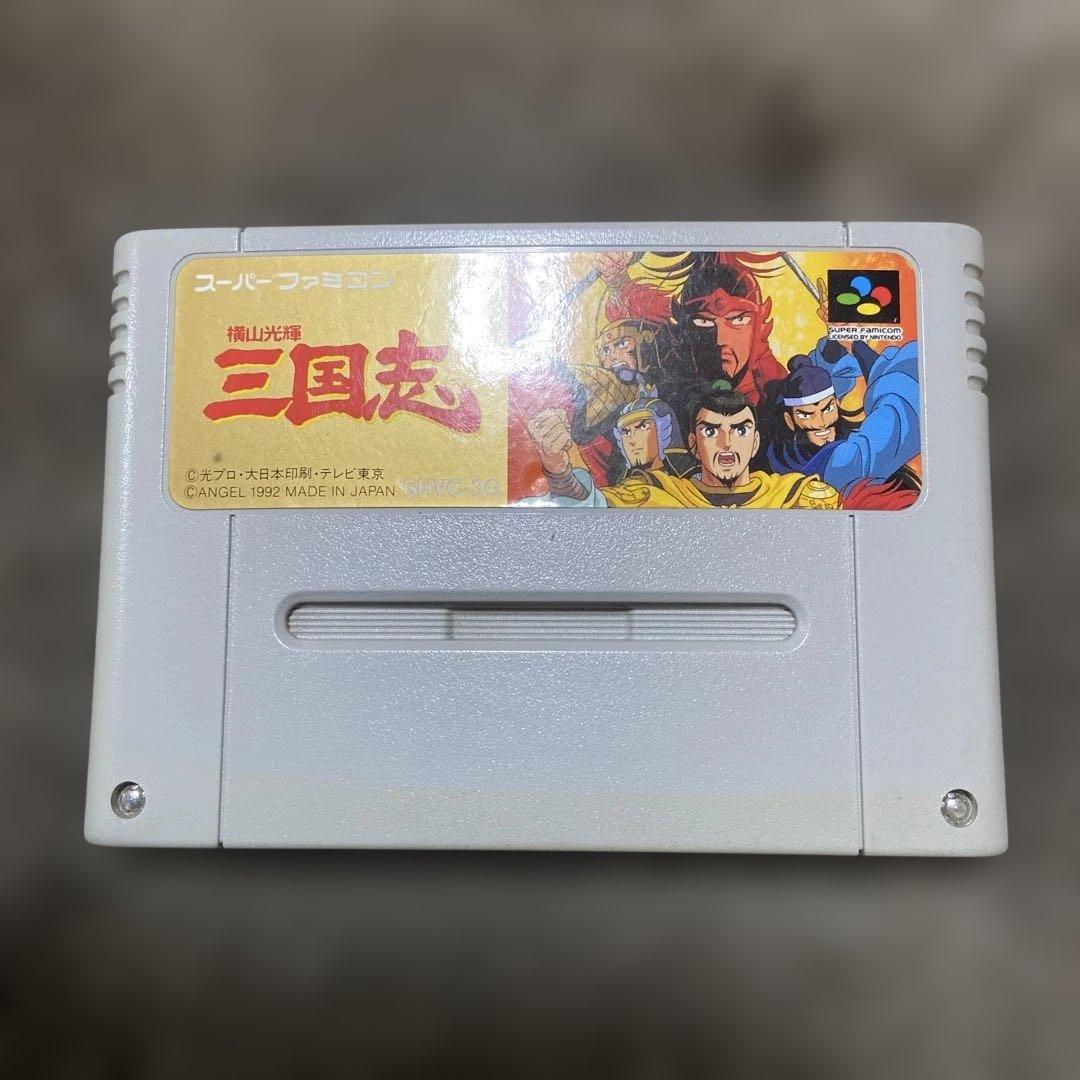 スーパーファミコン
横山光輝
三国志
©光プロ・大日本印刷・テレビ東京
©ANGEL 1992 MADE IN JAPAN SHVC-3G
SUPER FAMICOM
LICENSED BY NINTENDO